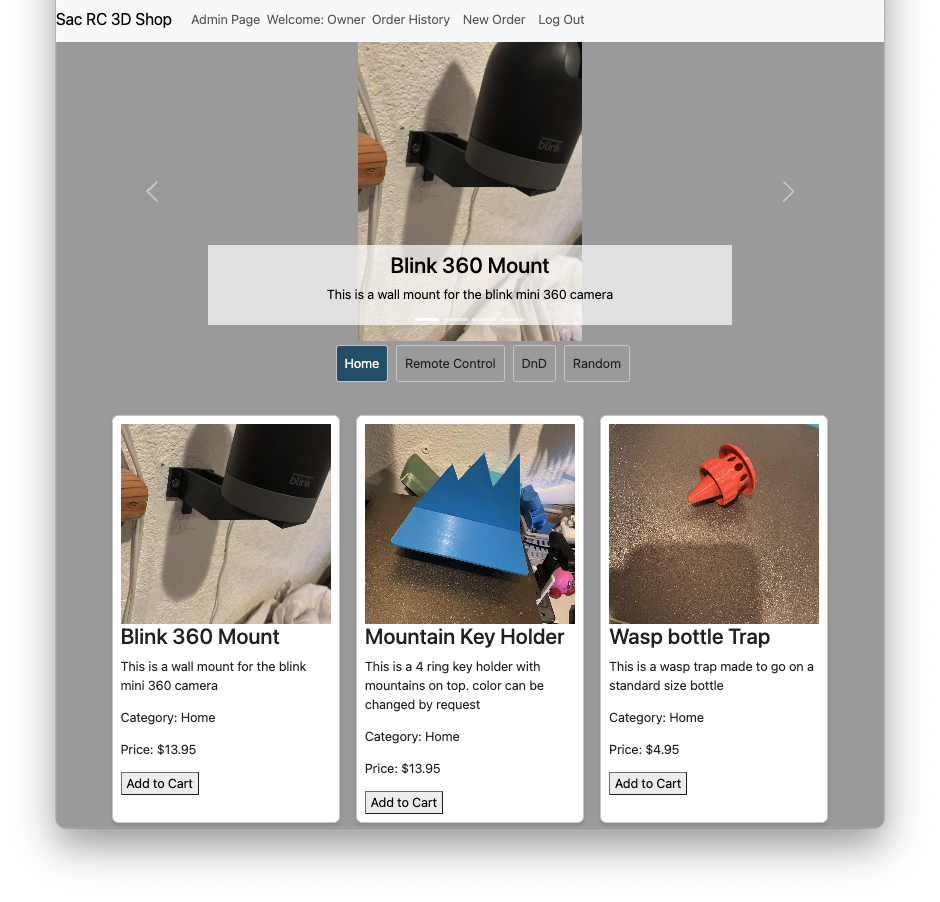 Sac RC 3D Shop Admin Page Welcome: Owner Order History New Order Log Out
blink
Blink 360 Mount
This is a wall mount for the blink mini 360 camera
Home Remote Control DnD Random
blink
Blink 360 Mount
This is a wall mount for the blink
mini 360 camera
Category: Home
Price: $13.95
Add to Cart
Mountain Key Holder
This is a 4 ring key holder with
mountains on top. color can be
changed by request
Category: Home
Price: $13.95
Add to Cart
Wasp bottle Trap
This is a wasp trap made to go on a
standard size bottle
Category: Home
Price: $4.95
Add to Cart